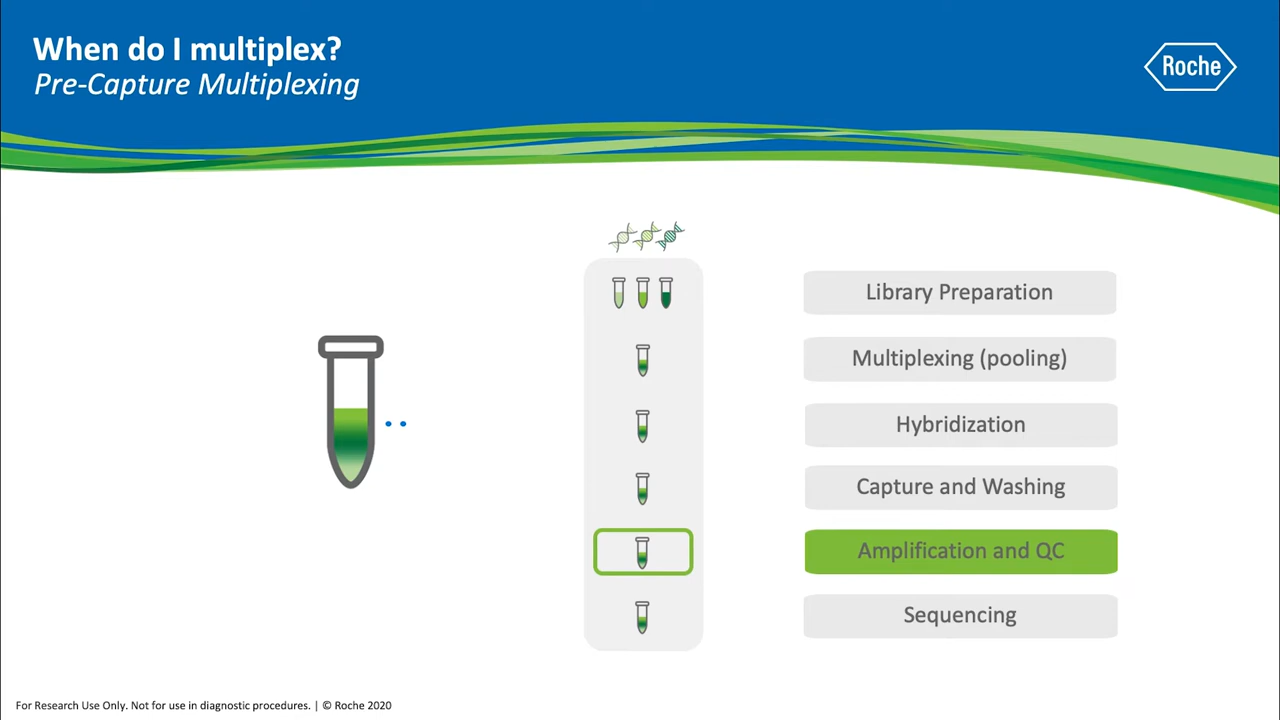 When do I multiplex?
Pre-Capture Multiplexing
Roche
Library Preparation
Multiplexing (pooling)
Hybridization
Capture and Washing
Amplification and QC
Sequencing
For Research Use Only. Not for use in diagnostic procedures. | © Roche 2020